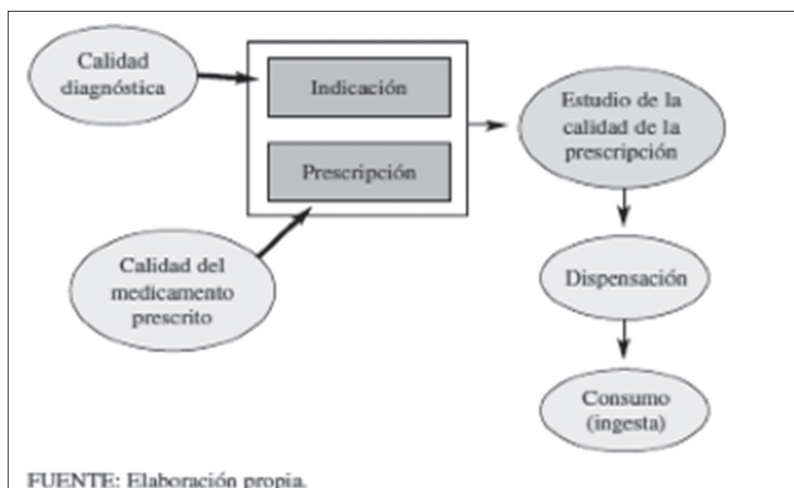 Calidad
diagnóstica
Indicación
Prescripción
Calidad del
medicamento
prescrito
Estudio de la
calidad de la
prescripción
Dispensación
Consumo
(ingesta)
FUENTE: Elaboración propia.